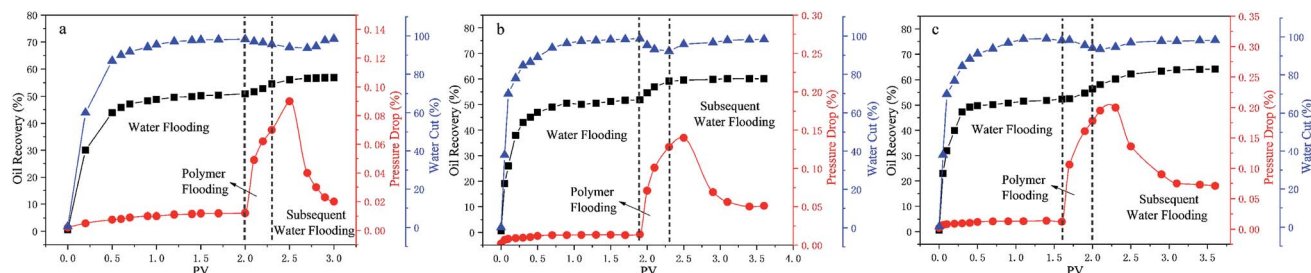 a
80
70
60
50
40
30
20
10
0
Oil Recovery (%)
Water Flooding
Polymer
Flooding
Subsequent
Water Flooding
0.0 0.5 1.0 1.5 2.0 2.5 3.0
PV
0.14
0.12
0.10
0.08
0.06
0.04
0.02
0.00
Pressure Drop (%)
100
80
60
40
20
0
Water Cut (%)
b
80
70
60
50
40
30
20
10
0
Oil Recovery (%)
Water Flooding
Polymer
Flooding
Subsequent
Water Flooding
0.0 0.5 1.0 1.5 2.0 2.5 3.0 3.5 4.0
PV
0.30
0.25
0.20
0.15
0.10
0.05
0.00
Pressure Drop (%)
100
80
60
40
20
0
Water Cut (%)
c
80
70
60
50
40
30
20
10
0
Oil Recovery (%)
Water Flooding
Polymer
Flooding
Subsequent
Water Flooding
0.0 0.5 1.0 1.5 2.0 2.5 3.0 3.5
PV
0.35
0.30
0.25
0.20
0.15
0.10
0.05
0.00
Pressure Drop (%)
100
80
60
40
20
0
Water Cut (%)